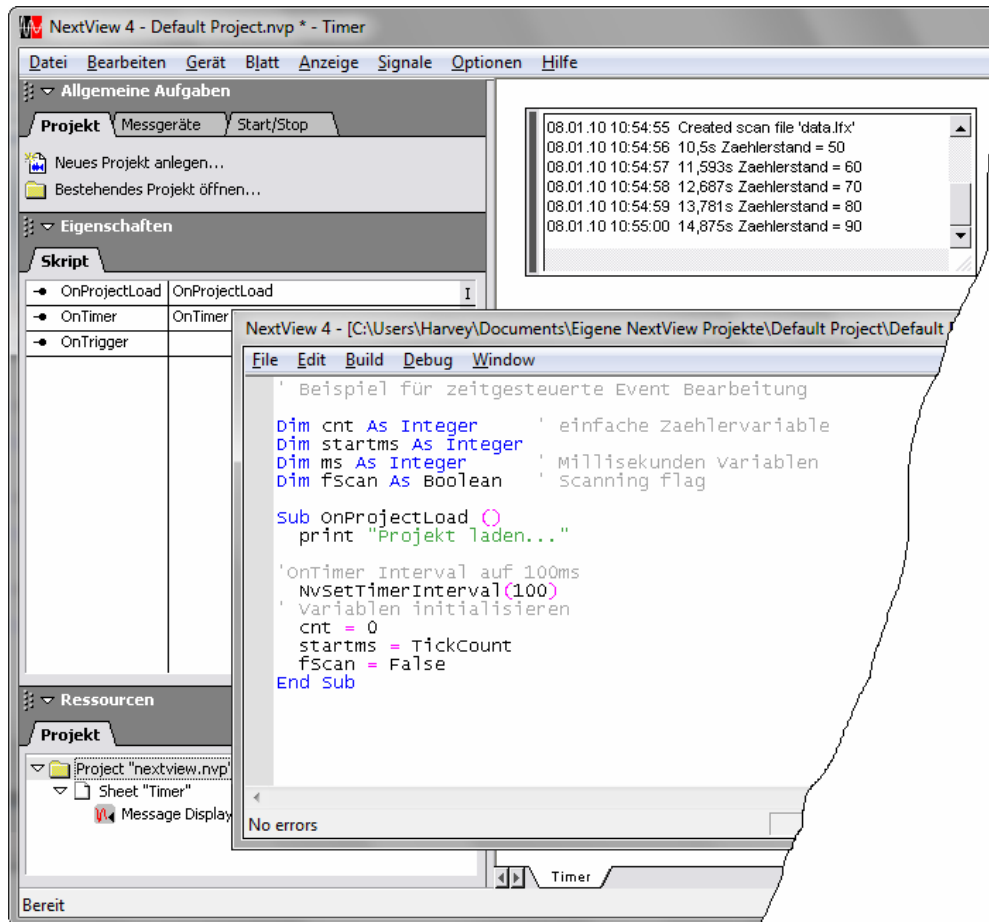 NextView 4 - Default Project.nvp * - Timer
Datei Bearbeiten Gerät Blatt Anzeige Signale Optionen Hilfe
Allgemeine Aufgaben
Projekt Messgeräte Start/Stop
Neues Projekt anlegen...
Bestehendes Projekt öffnen...
Eigenschaften
Skript
OnProjectLoad OnProjectLoad
OnTimer OnTimer
OnTrigger
08.01.10 10:54:55 Created scan file 'data.lfx'
08.01.10 10:54:56 10,5s Zaehlerstand = 50
08.01.10 10:54:57 11,593s Zaehlerstand = 60
08.01.10 10:54:58 12,687s Zaehlerstand = 70
08.01.10 10:54:59 13,781s Zaehlerstand = 80
08.01.10 10:55:00 14,875s Zaehlerstand = 90
NextView 4 - [C:\Users\Harvey\Documents\Eigene NextView Projekte\Default Project\Default
File Edit Build Debug Window
' Beispiel für zeitgesteuerte Event Bearbeitung
Dim cnt As Integer ' einfache Zaehlervariable
Dim startms As Integer
Dim ms As Integer ' Millisekunden Variablen
Dim fScan As Boolean ' Scanning flag
Sub OnProjectLoad ()
print "Projekt laden..."
'OnTimer Interval auf 100ms
NvSetTimerInterval(100)
' Variablen initialisieren
cnt = 0
startms = TickCount
fScan = False
End Sub
No errors
Ressourcen
Projekt
Project "nextview.nvp"
Sheet "Timer"
Message Display
Timer
Bereit